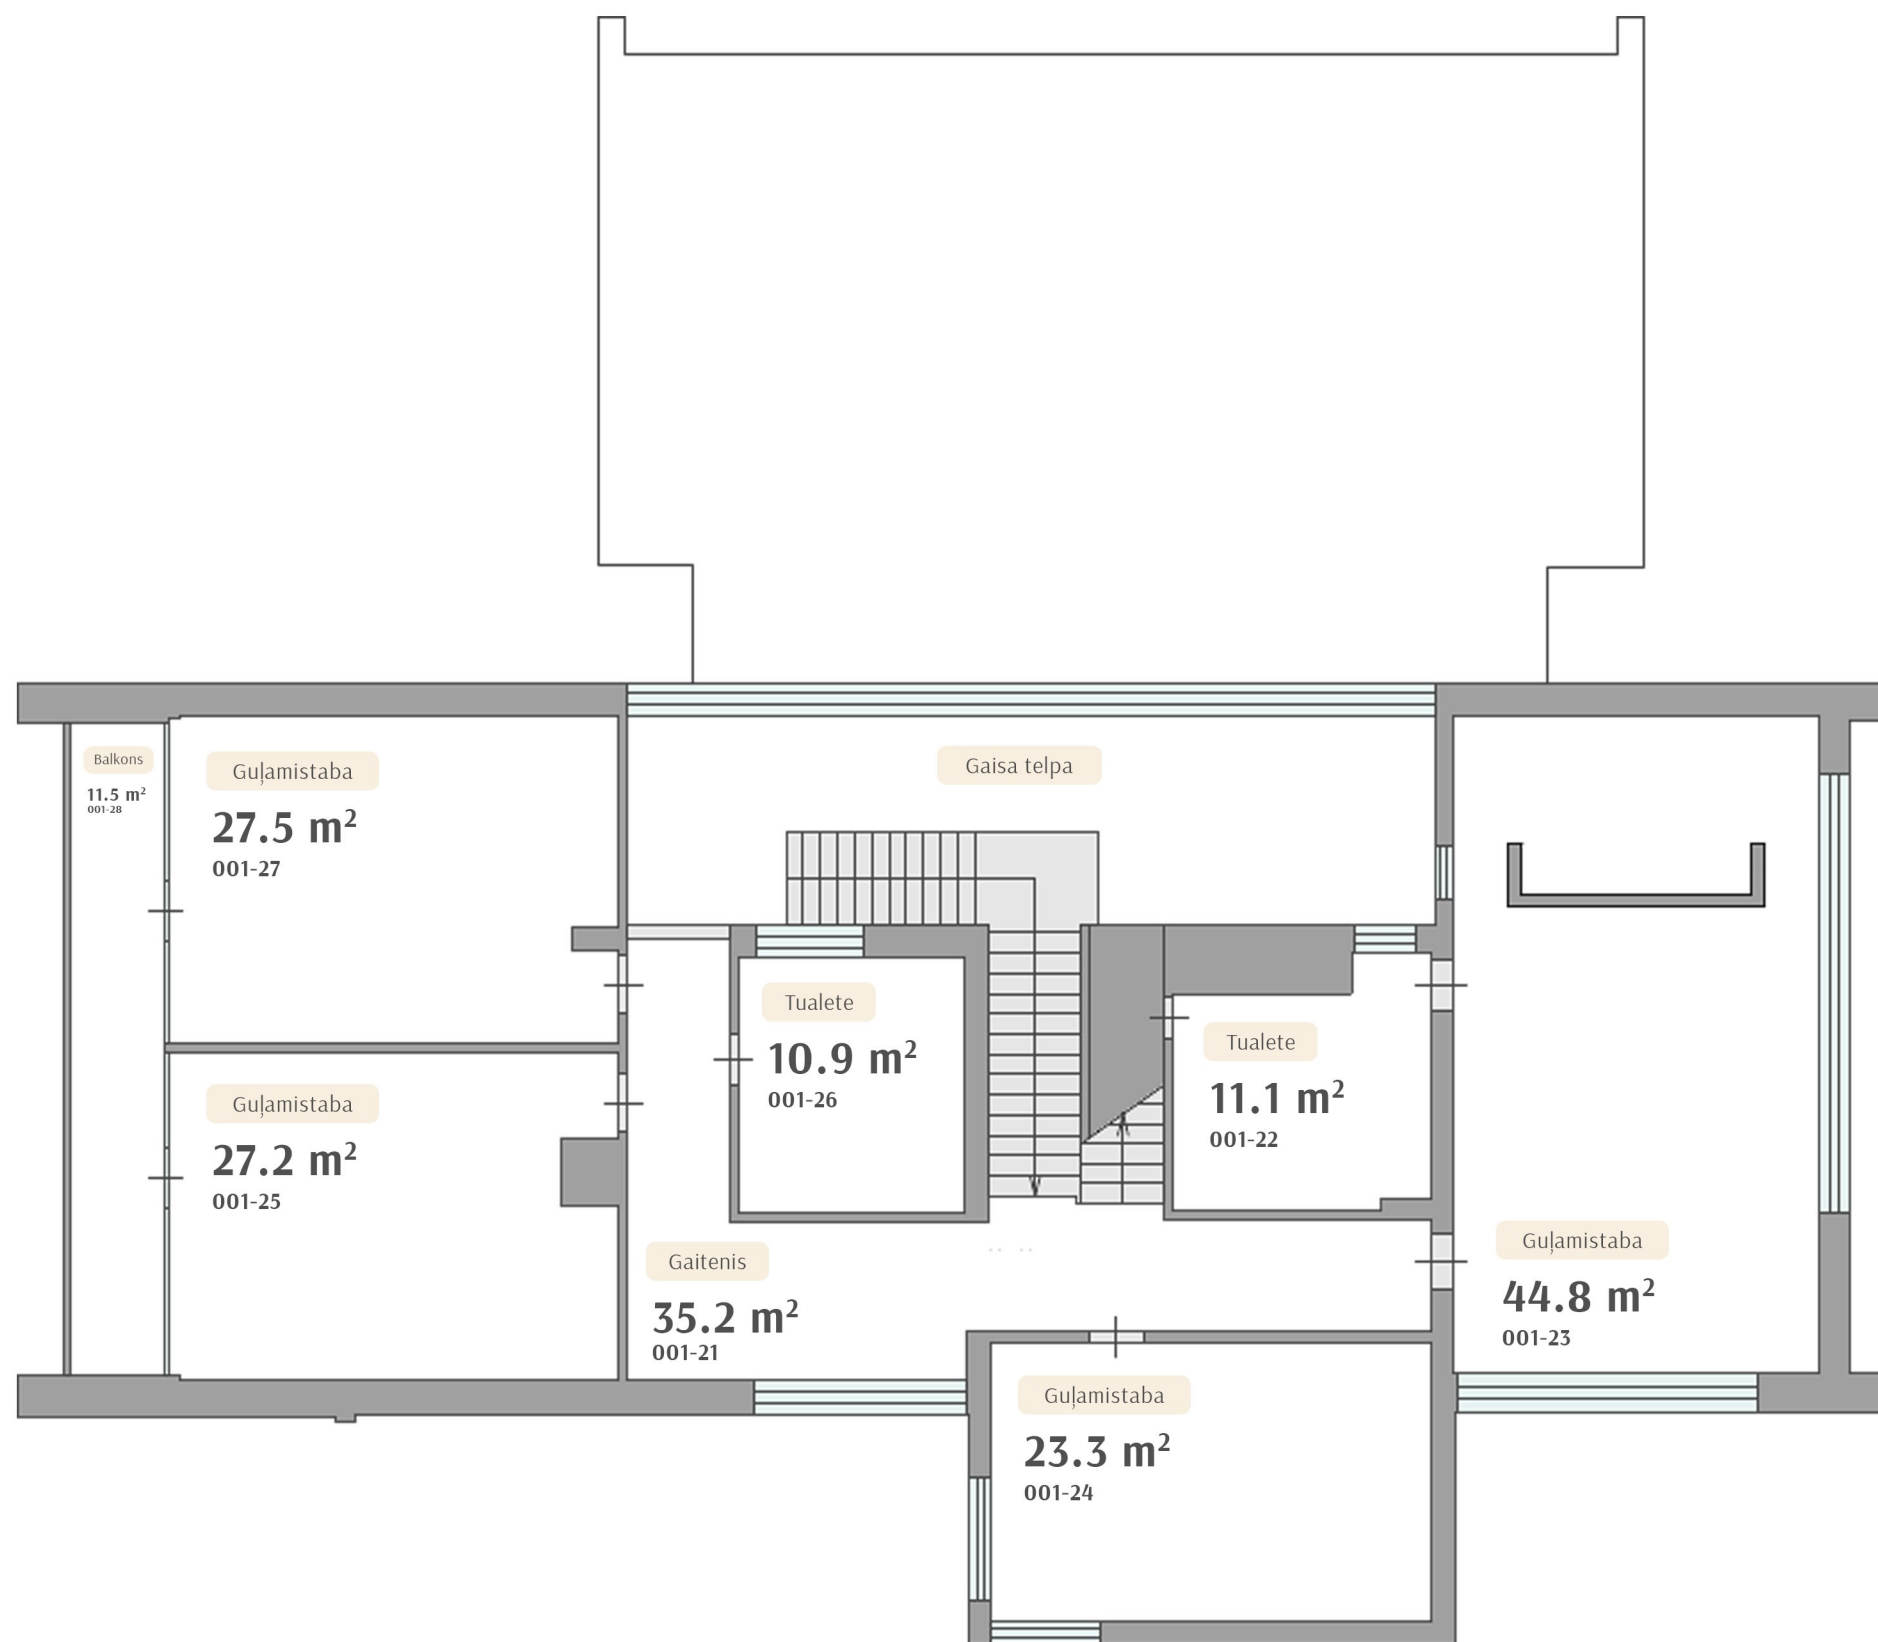 Balkons
11.5 m²
001-28
Guļamistaba
27.5 m²
001-27
Gaisa telpa
Tualete
10.9 m²
001-26
Tualete
11.1 m²
001-22
Guļamistaba
27.2 m²
001-25
Gaitenis
35.2 m²
001-21
Guļamistaba
44.8 m²
001-23
Guļamistaba
23.3 m²
001-24